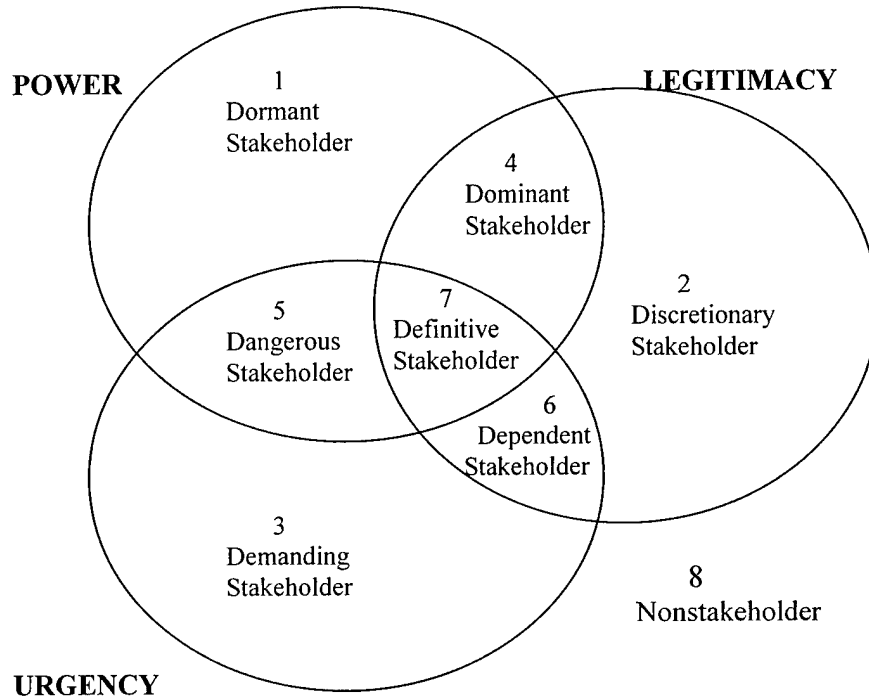 POWER
1
Dormant
Stakeholder
LEGITIMACY
4
Dominant
Stakeholder
2
Discretionary
Stakeholder
5
Dangerous
Stakeholder
7
Definitive
Stakeholder
6
Dependent
Stakeholder
3
Demanding
Stakeholder
8
Nonstakeholder
URGENCY